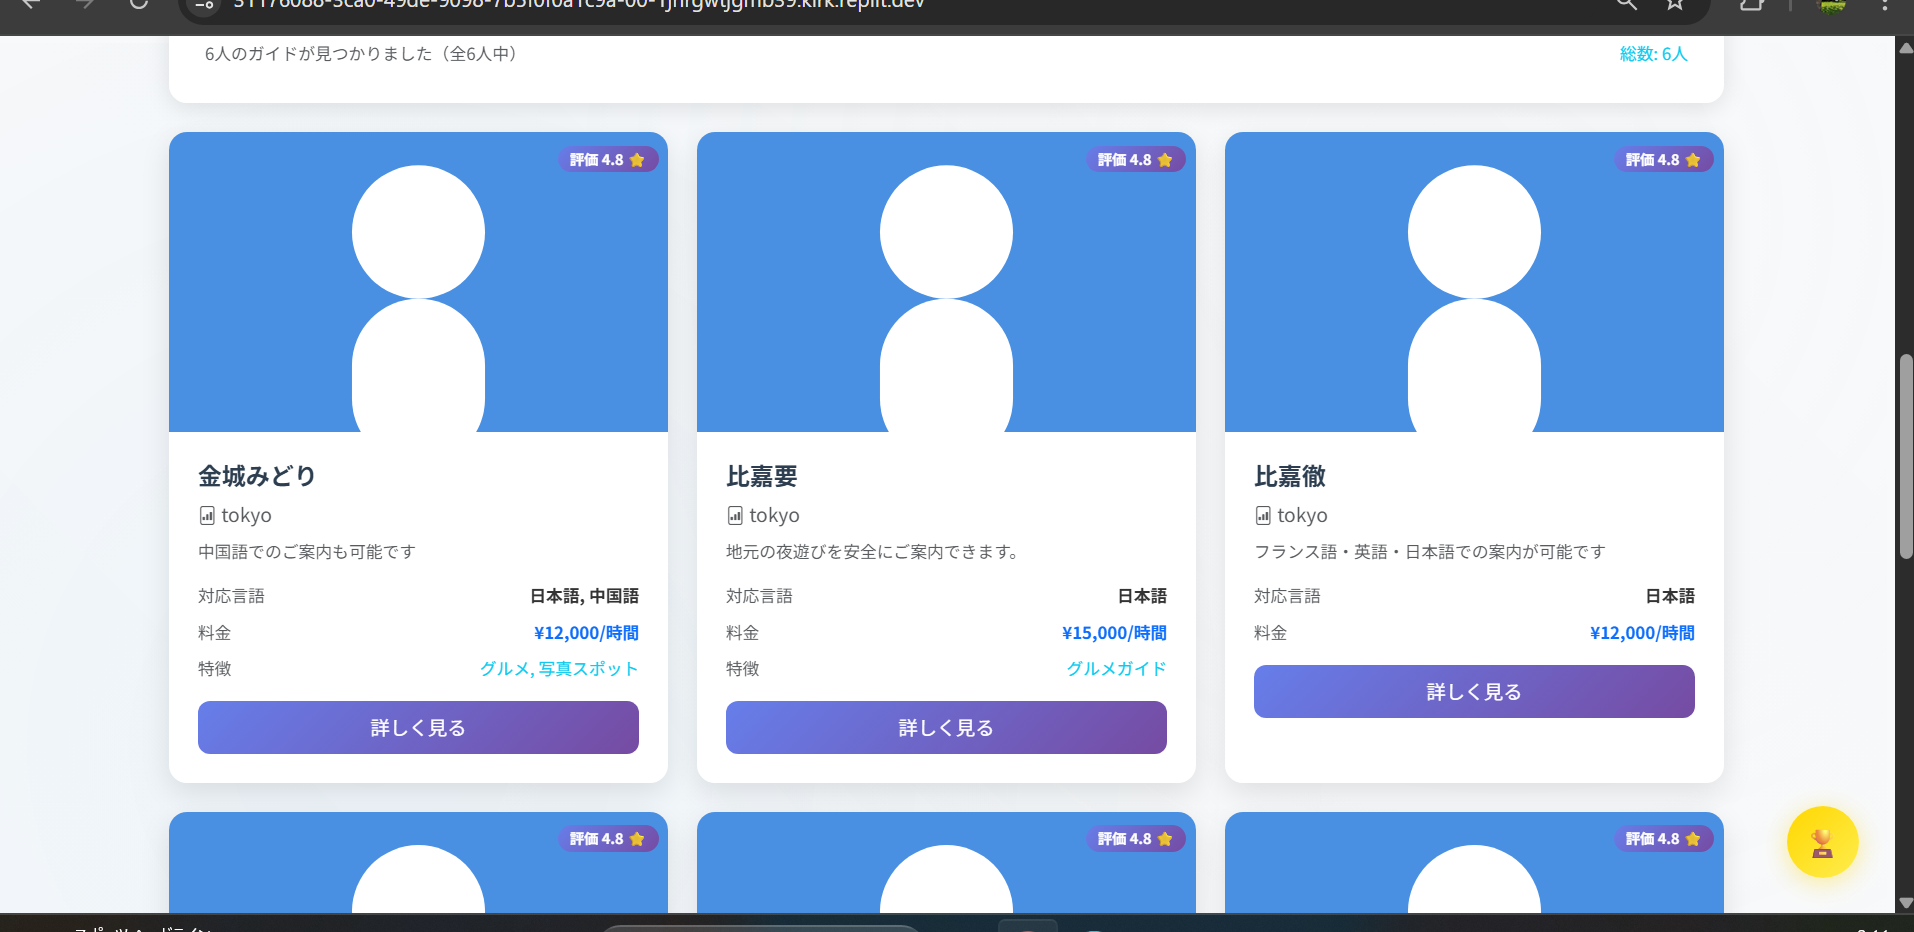 6人のガイドが見つかりました（全6人中）
総数: 6人
評価 4.8
評価 4.8
評価 4.8
金城みどり
tokyo
中国語でのご案内も可能です
対応言語 日本語, 中国語
料金 ¥12,000/時間
特徴 グルメ, 写真スポット
詳しく見る
比嘉要
tokyo
地元の夜遊びを安全にご案内できます。
対応言語 日本語
料金 ¥15,000/時間
特徴 グルメガイド
詳しく見る
比嘉徹
tokyo
フランス語・英語・日本語での案内が可能です
対応言語 日本語
料金 ¥12,000/時間
詳しく見る
評価 4.8
評価 4.8
評価 4.8